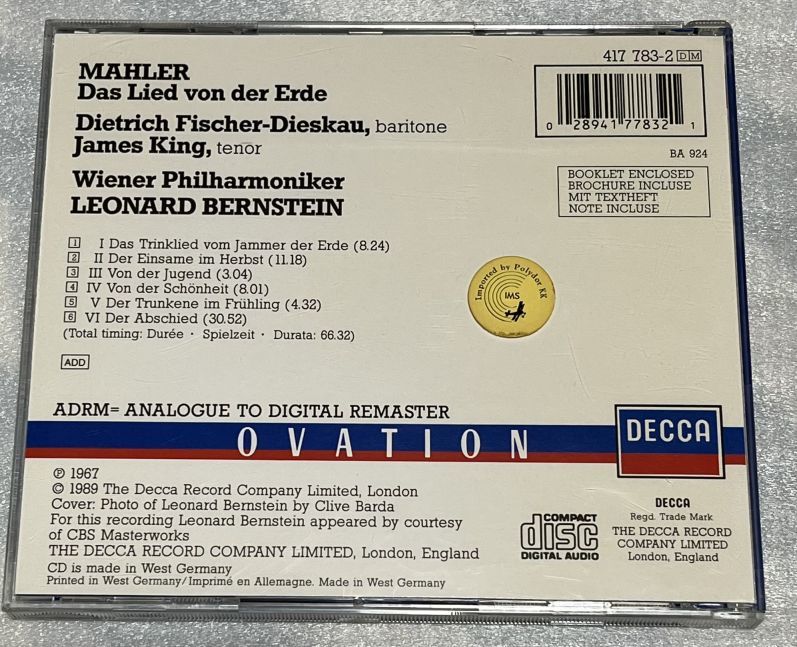 417 783-2 DM
MAHLER
Das Lied von der Erde
Dietrich Fischer-Dieskau, baritone
James King, tenor
Wiener Philharmoniker
LEONARD BERNSTEIN
0 28941 77832 1
BA 924
BOOKLET ENCLOSED
BROCHURE INCLUSE
MIT TEXTHEFT
NOTE INCLUSE
1 I Das Trinklied vom Jammer der Erde (8.24)
2 II Der Einsame im Herbst (11.18)
3 III Von der Jugend (3.04)
4 IV Von der Schönheit (8.01)
5 V Der Trunkene im Frühling (4.32)
6 VI Der Abschied (30.52)
(Total timing: Durée · Spielzeit · Durata: 66.32)
Imported by Polydor KK
IMS
ADD
ADRM= ANALOGUE TO DIGITAL REMASTER
OVATION
DECCA
℗ 1967
© 1989 The Decca Record Company Limited, London
Cover: Photo of Leonard Bernstein by Clive Barda
For this recording Leonard Bernstein appeared by courtesy
of CBS Masterworks
THE DECCA RECORD COMPANY LIMITED, London, England
CD is made in West Germany
Printed in West Germany/Imprimé en Allemagne. Made in West Germany
COMPACT
disc
DIGITAL AUDIO
DECCA
Regd. Trade Mark
THE DECCA RECORD
COMPANY LIMITED
London, England